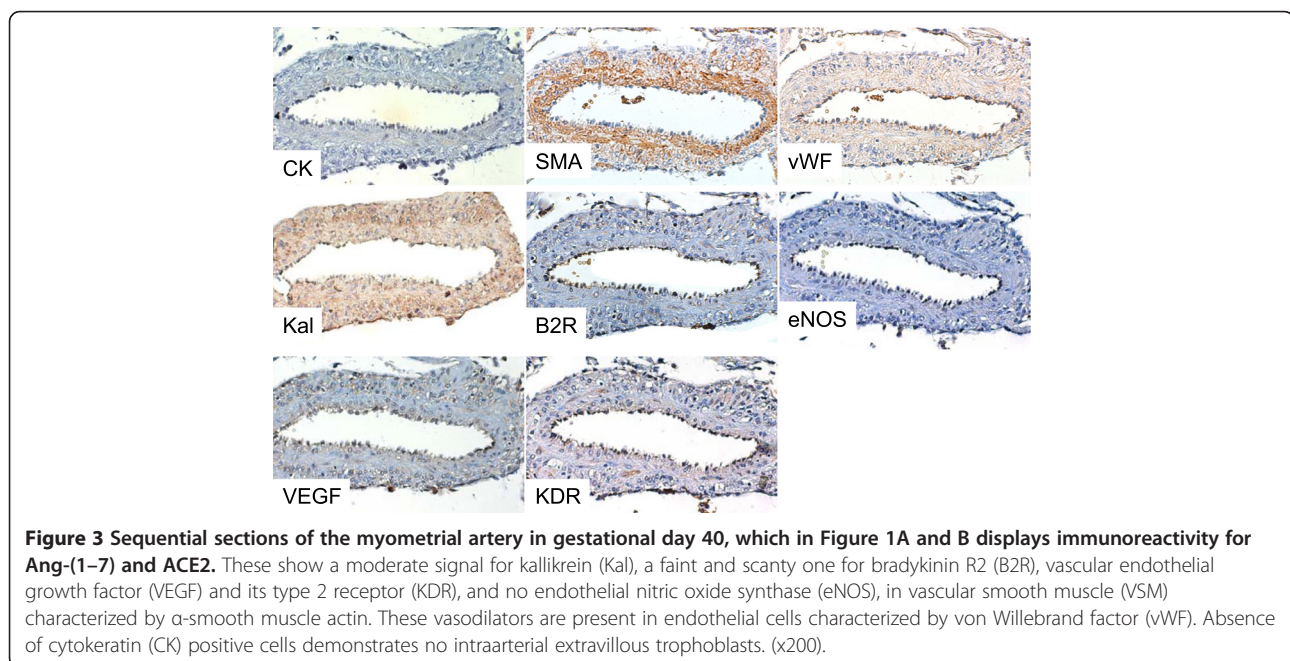 CK
SMA
vWF
Kal
B2R
eNOS
VEGF
KDR
Figure 3 Sequential sections of the myometrial artery in gestational day 40, which in Figure 1A and B displays immunoreactivity for
Ang-(1–7) and ACE2. These show a moderate signal for kallikrein (Kal), a faint and scanty one for bradykinin R2 (B2R), vascular endothelial
growth factor (VEGF) and its type 2 receptor (KDR), and no endothelial nitric oxide synthase (eNOS), in vascular smooth muscle (VSM)
characterized by α-smooth muscle actin. These vasodilators are present in endothelial cells characterized by von Willebrand factor (vWF). Absence
of cytokeratin (CK) positive cells demonstrates no intraarterial extravillous trophoblasts. (x200).